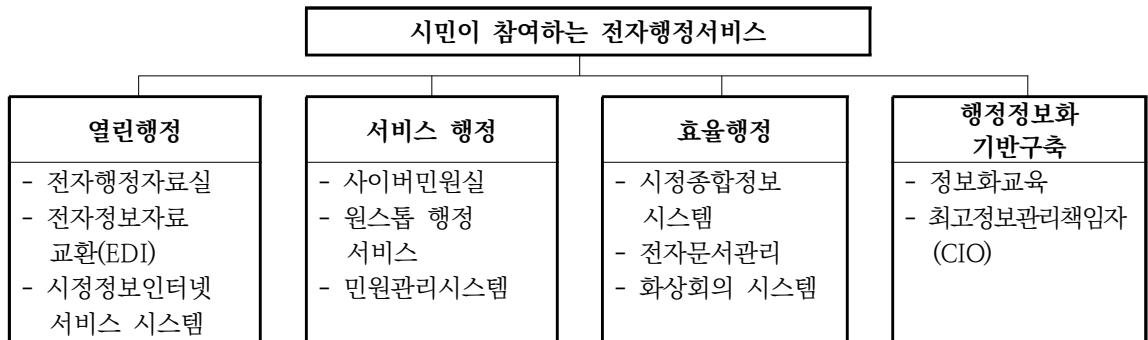 시민이 참여하는 전자행정서비스
열린행정
- 전자행정자료실
- 전자정보자료
교환(EDI)
- 시정정보인터넷
서비스 시스템
서비스 행정
- 사이버민원실
- 원스톱 행정
서비스
- 민원관리시스템
효율행정
- 시정종합정보
시스템
- 전자문서관리
- 화상회의 시스템
행정정보화
기반구축
- 정보화교육
- 최고정보관리책임자
(CIO)